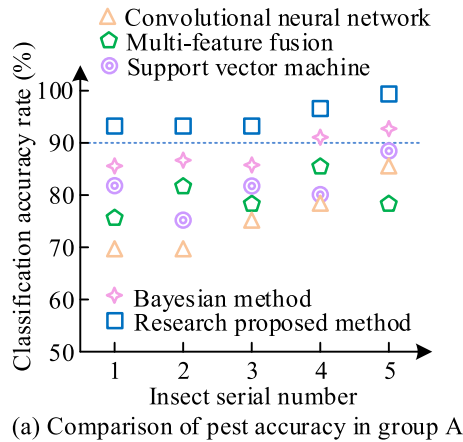 Convolutional neural network
Multi-feature fusion
Support vector machine
Classification accuracy rate (%)
100
90
80
70
60
50
Bayesian method
Research proposed method
1 2 3 4 5
Insect serial number
(a) Comparison of pest accuracy in group A